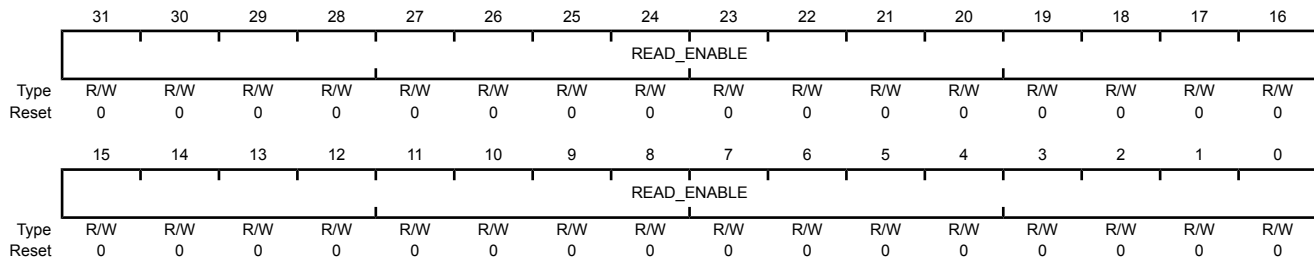 31 30 29 28 27 26 25 24 23 22 21 20 19 18 17 16
READ_ENABLE
Type R/W R/W R/W R/W R/W R/W R/W R/W R/W R/W R/W R/W R/W R/W R/W R/W
Reset 0 0 0 0 0 0 0 0 0 0 0 0 0 0 0 0
15 14 13 12 11 10 9 8 7 6 5 4 3 2 1 0
READ_ENABLE
Type R/W R/W R/W R/W R/W R/W R/W R/W R/W R/W R/W R/W R/W R/W R/W R/W
Reset 0 0 0 0 0 0 0 0 0 0 0 0 0 0 0 0